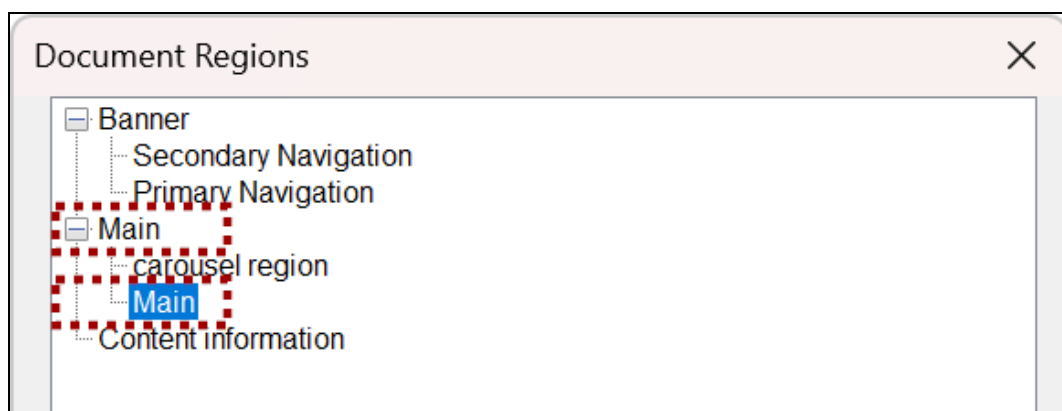 Document Regions
Banner
Secondary Navigation
Primary Navigation
Main
carousel region
Main
Content information